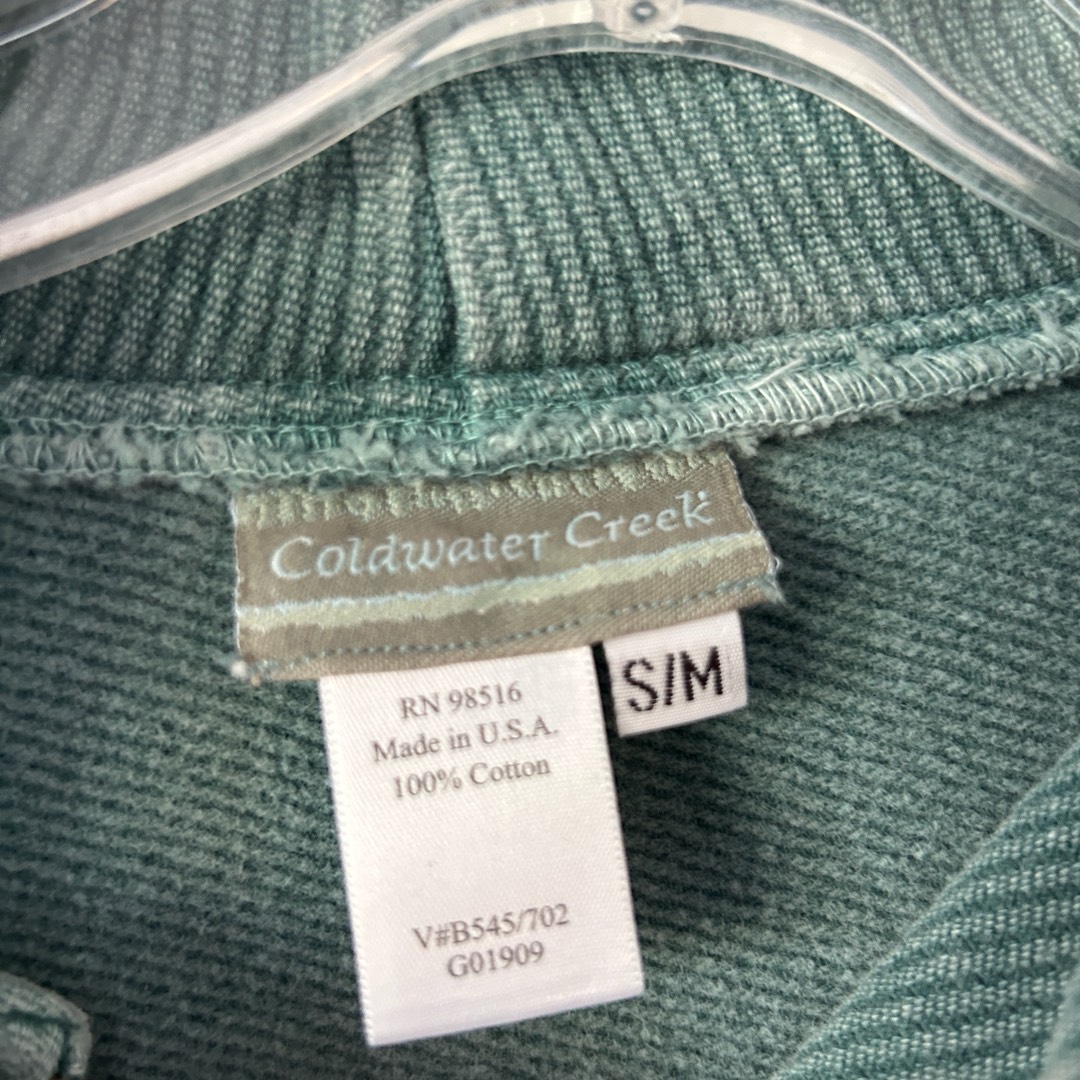 Coldwater Creek
S/M
RN 98516
Made in U.S.A.
100% Cotton
V#B545/702
G01909